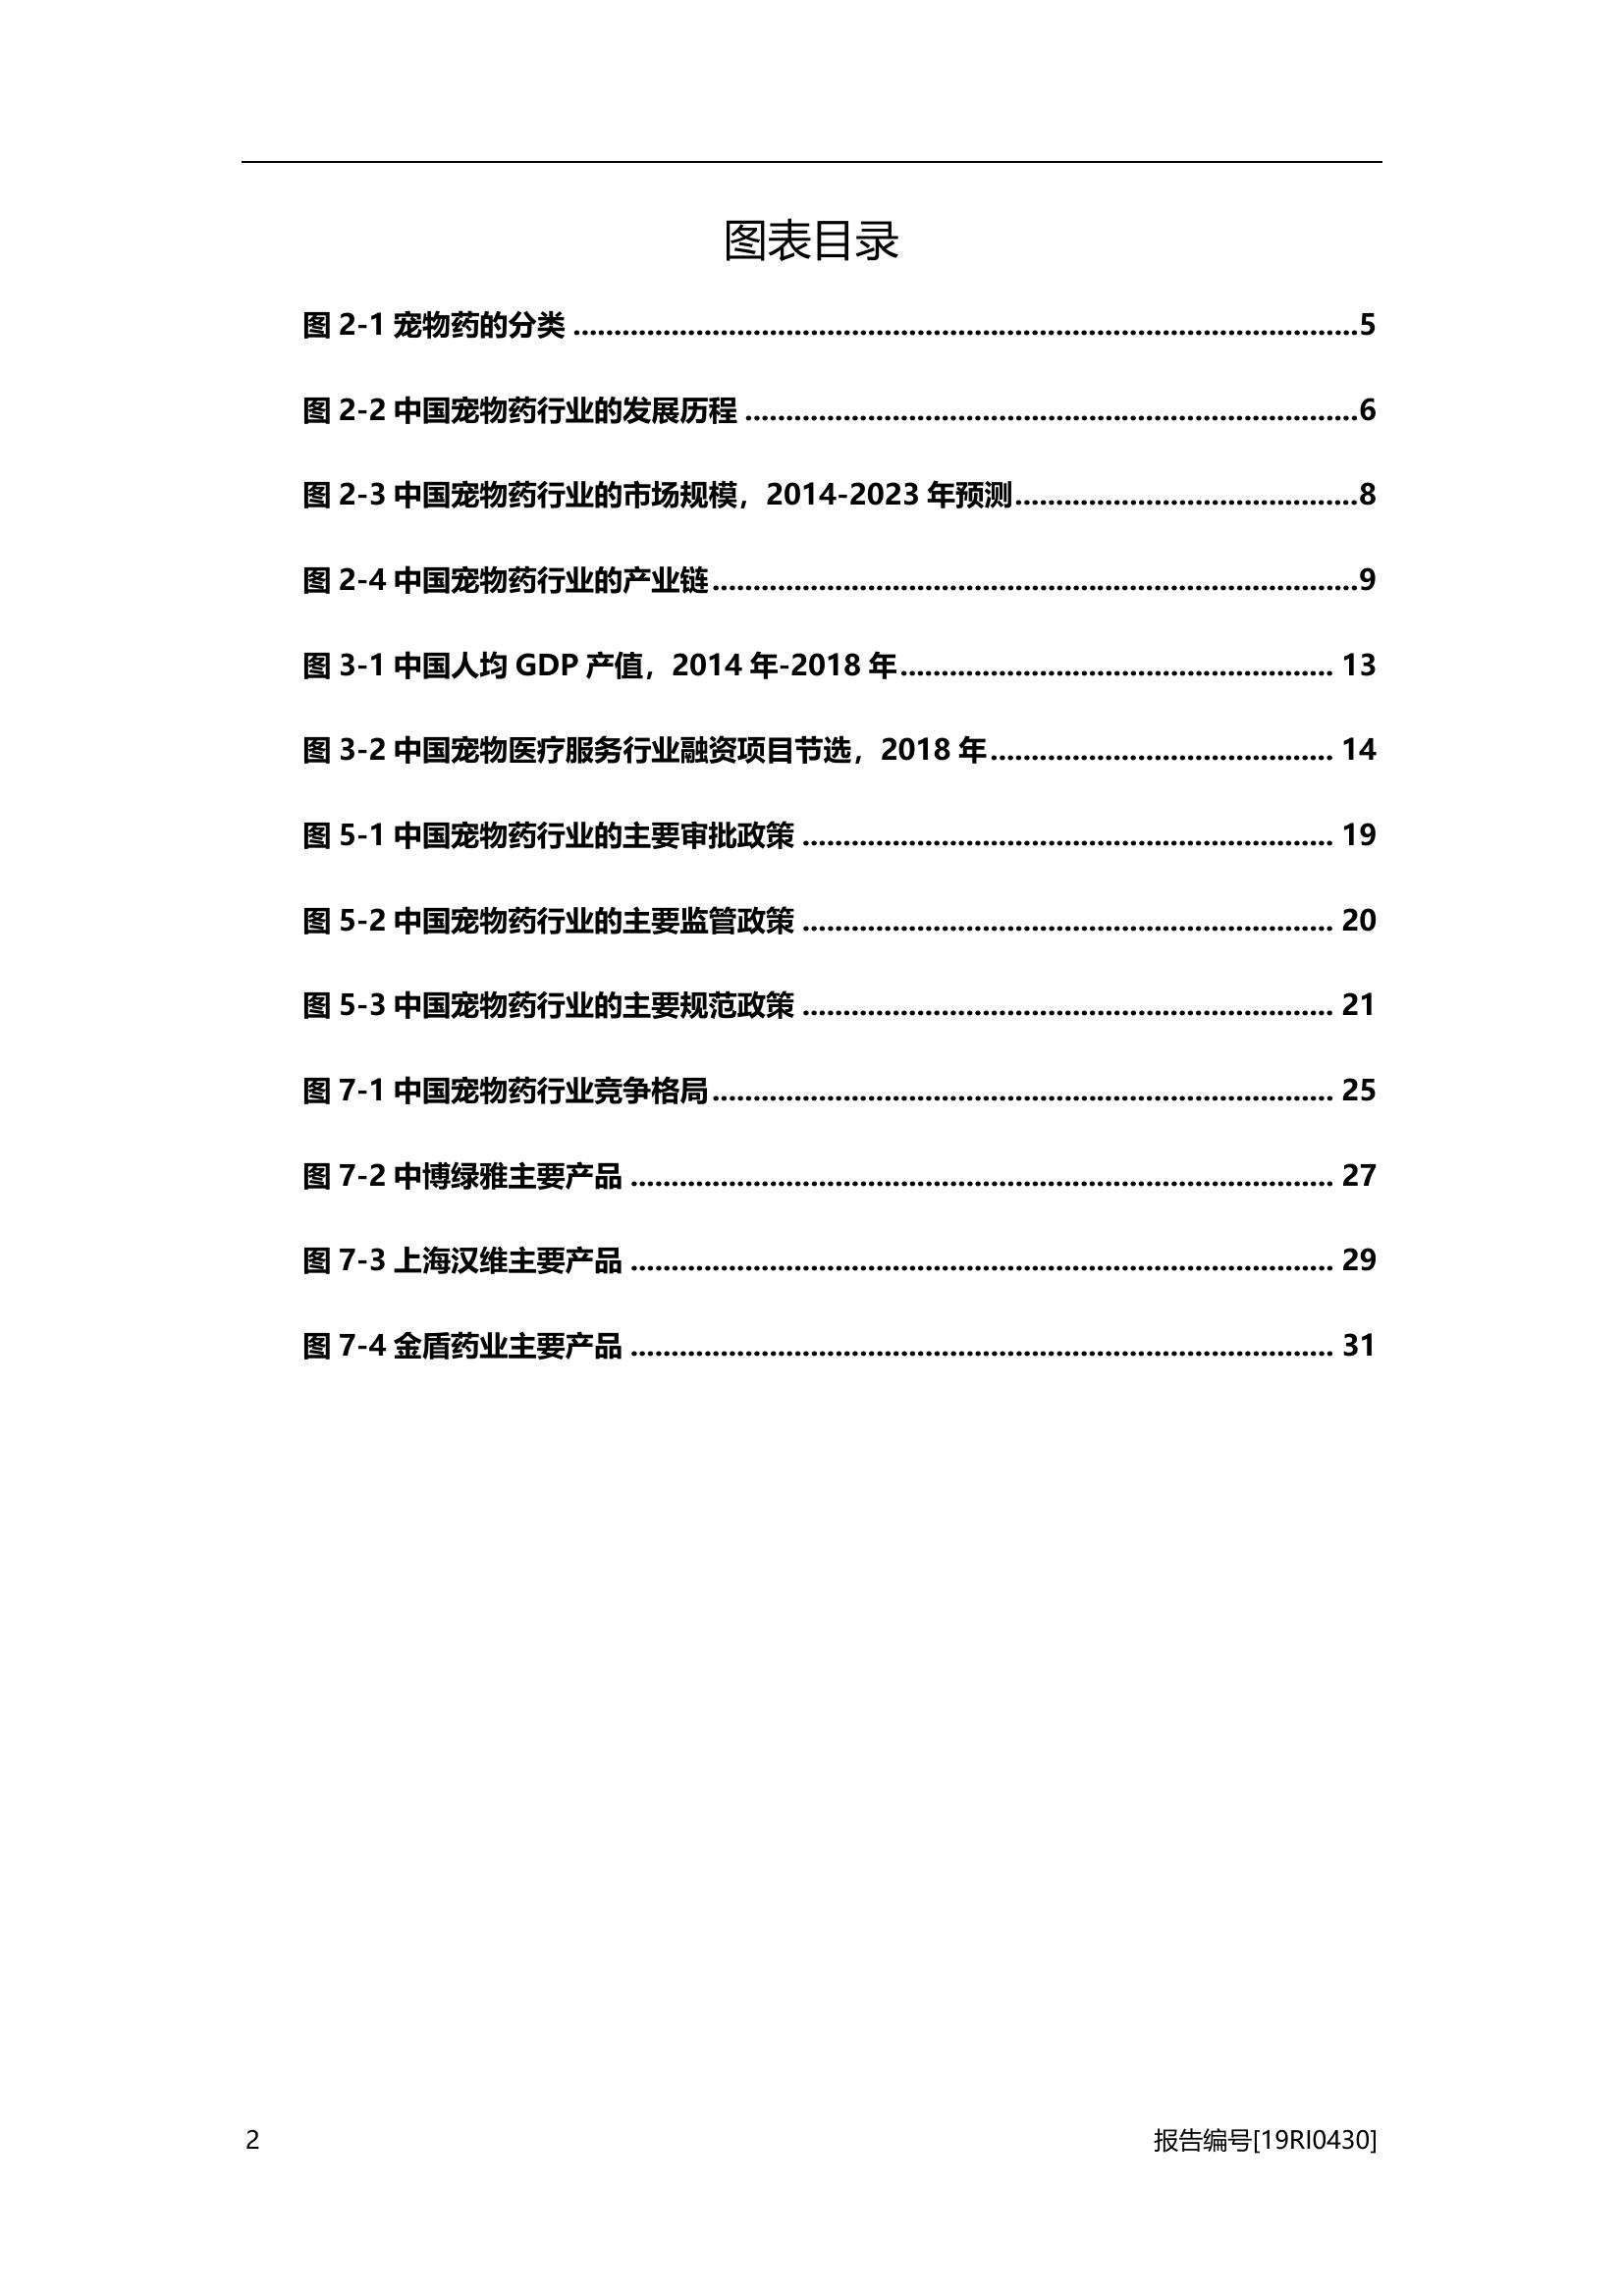 图表目录
图 2-1 宠物药的分类 ........................................................................................................5
图 2-2 中国宠物药行业的发展历程 ..................................................................................6
图 2-3 中国宠物药行业的市场规模，2014-2023 年预测..............................................8
图 2-4 中国宠物药行业的产业链......................................................................................9
图 3-1 中国人均 GDP 产值，2014 年-2018 年.......................................................... 13
图 3-2 中国宠物医疗服务行业融资项目节选，2018 年.............................................. 14
图 5-1 中国宠物药行业的主要审批政策 ....................................................................... 19
图 5-2 中国宠物药行业的主要监管政策 ....................................................................... 20
图 5-3 中国宠物药行业的主要规范政策 ....................................................................... 21
图 7-1 中国宠物药行业竞争格局................................................................................... 25
图 7-2 中博绿雅主要产品 .............................................................................................. 27
图 7-3 上海汉维主要产品 .............................................................................................. 29
图 7-4 金盾药业主要产品 .............................................................................................. 31
2 报告编号[19RI0430]